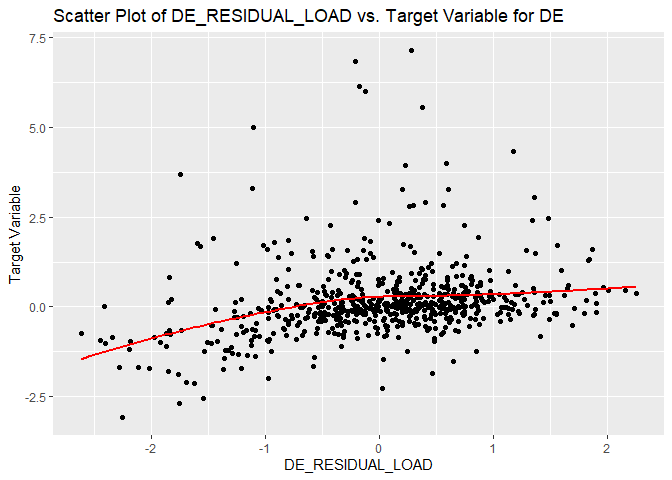 Scatter Plot of DE_RESIDUAL_LOAD vs. Target Variable for DE
7.5
5.0
2.5
0.0
-2.5
Target Variable
-2 -1 0 1 2
DE_RESIDUAL_LOAD